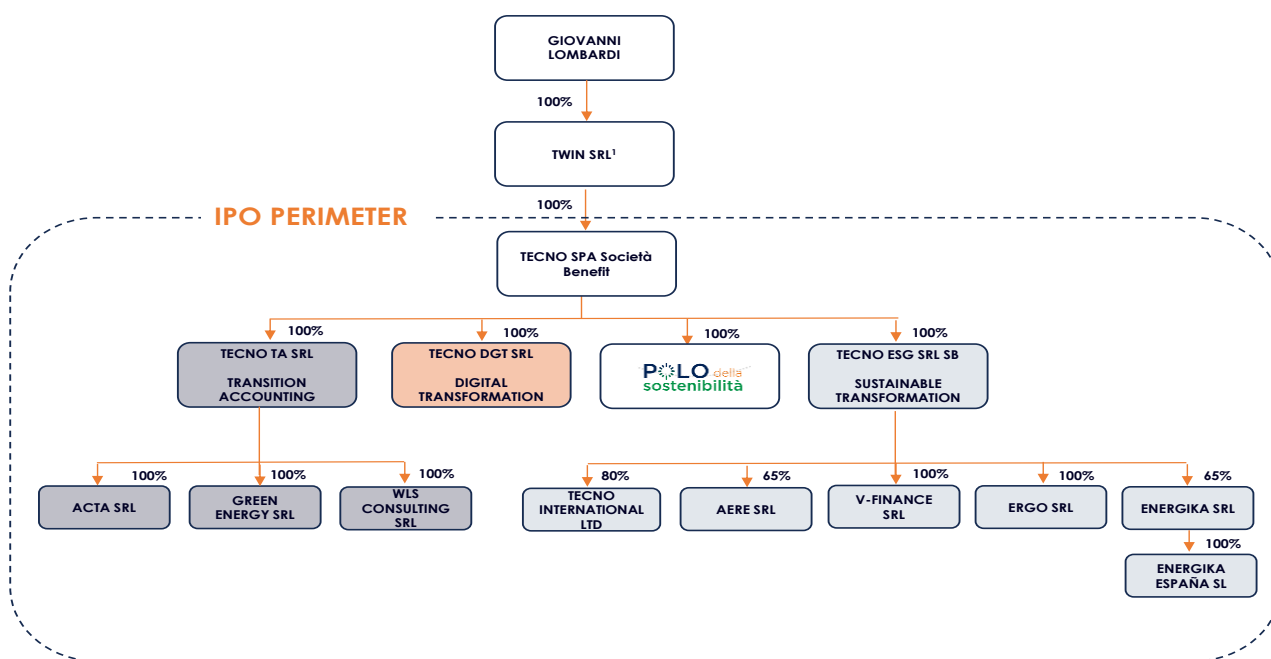 GIOVANNI
LOMBARDI
100%
TWIN SRL¹
100%
IPO PERIMETER
TECNO SPA Società
Benefit
100%
100%
100%
100%
TECNO TA SRL
TRANSITION
ACCOUNTING
TECNO DGT SRL
DIGITAL
TRANSFORMATION
POLO della
sostenibilità
TECNO ESG SRL SB
SUSTAINABLE
TRANSFORMATION
100%
100%
100%
80%
65%
100%
100%
65%
ACTA SRL
GREEN
ENERGY SRL
WLS
CONSULTING
SRL
TECNO
INTERNATIONAL
LTD
AERE SRL
V-FINANCE
SRL
ERGO SRL
ENERGIKA SRL
100%
ENERGIKA
ESPAÑA SL